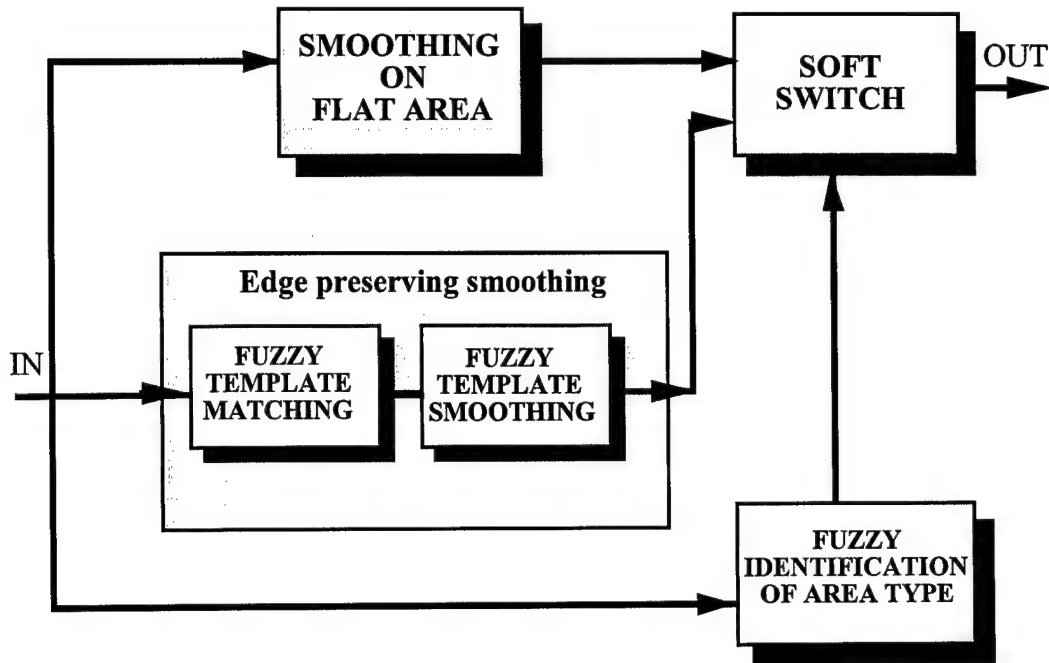 SMOOTHING
ON
FLAT AREA
SOFT
SWITCH
OUT
Edge preserving smoothing
IN
FUZZY
TEMPLATE
MATCHING
FUZZY
TEMPLATE
SMOOTHING
FUZZY
IDENTIFICATION
OF AREA TYPE